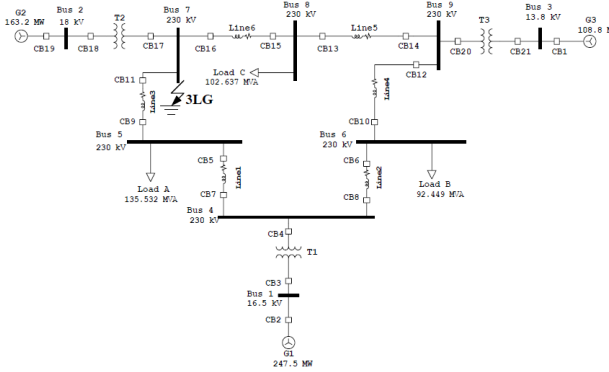 G2
163.2 MW
CB19
Bus 2
18 kV
CB18
T2
CB17
Bus 7
230 kV
CB16
Line6
CB15
Bus 8
230 kV
CB13
Line5
CB14
Bus 9
230 kV
CB20
T3
CB21
Bus 3
13.8 kV
CB1
G3
108.8 M
CB11
Line3
CB9
3LG
Load C
102.637 MVA
CB12
Line4
CB10
Bus 5
230 kV
Bus 6
230 kV
Load A
135.532 MVA
CB5
Line1
CB7
CB6
Line2
CB8
Load B
92.449 MVA
Bus 4
230 kV
CB4
T1
CB3
Bus 1
16.5 kV
CB2
G1
247.5 MW